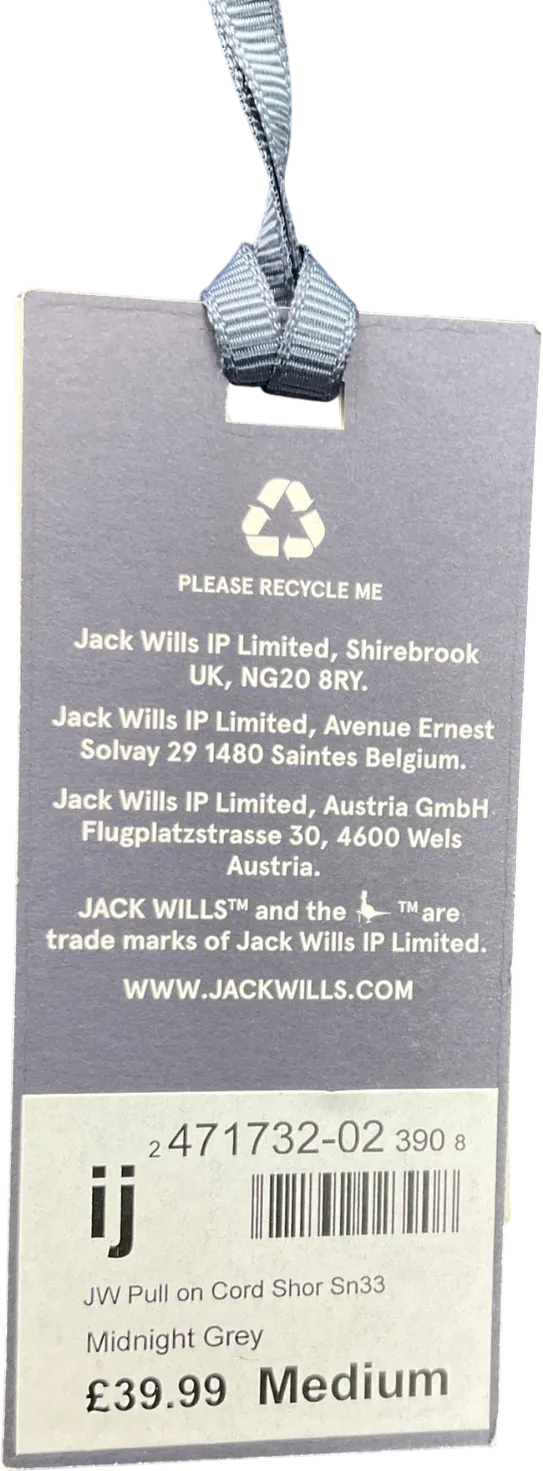 PLEASE RECYCLE ME
Jack Wills IP Limited, Shirebrook
UK, NG20 8RY.
Jack Wills IP Limited, Avenue Ernest
Solvay 29 1480 Saintes Belgium.
Jack Wills IP Limited, Austria GmbH
Flugplatzstrasse 30, 4600 Wels
Austria.
JACK WILLS™ and the ™ are
trade marks of Jack Wills IP Limited.
WWW.JACKWILLS.COM
2 471732-02 390 8
ij
JW Pull on Cord Shor Sn33
Midnight Grey
£39.99 Medium